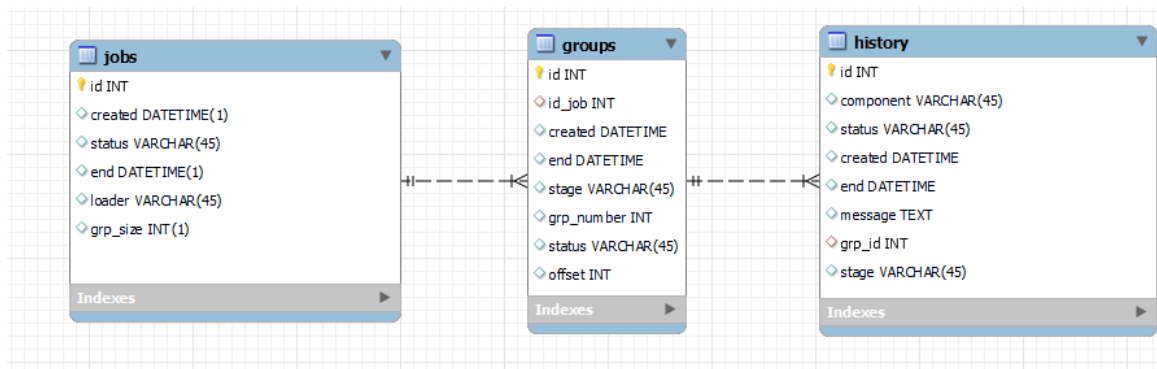 jobs
id INT
created DATETIME(1)
status VARCHAR(45)
end DATETIME(1)
loader VARCHAR(45)
grp_size INT(1)
Indexes
groups
id INT
id_job INT
created DATETIME
end DATETIME
stage VARCHAR(45)
grp_number INT
status VARCHAR(45)
offset INT
Indexes
history
id INT
component VARCHAR(45)
status VARCHAR(45)
created DATETIME
end DATETIME
message TEXT
grp_id INT
stage VARCHAR(45)
Indexes